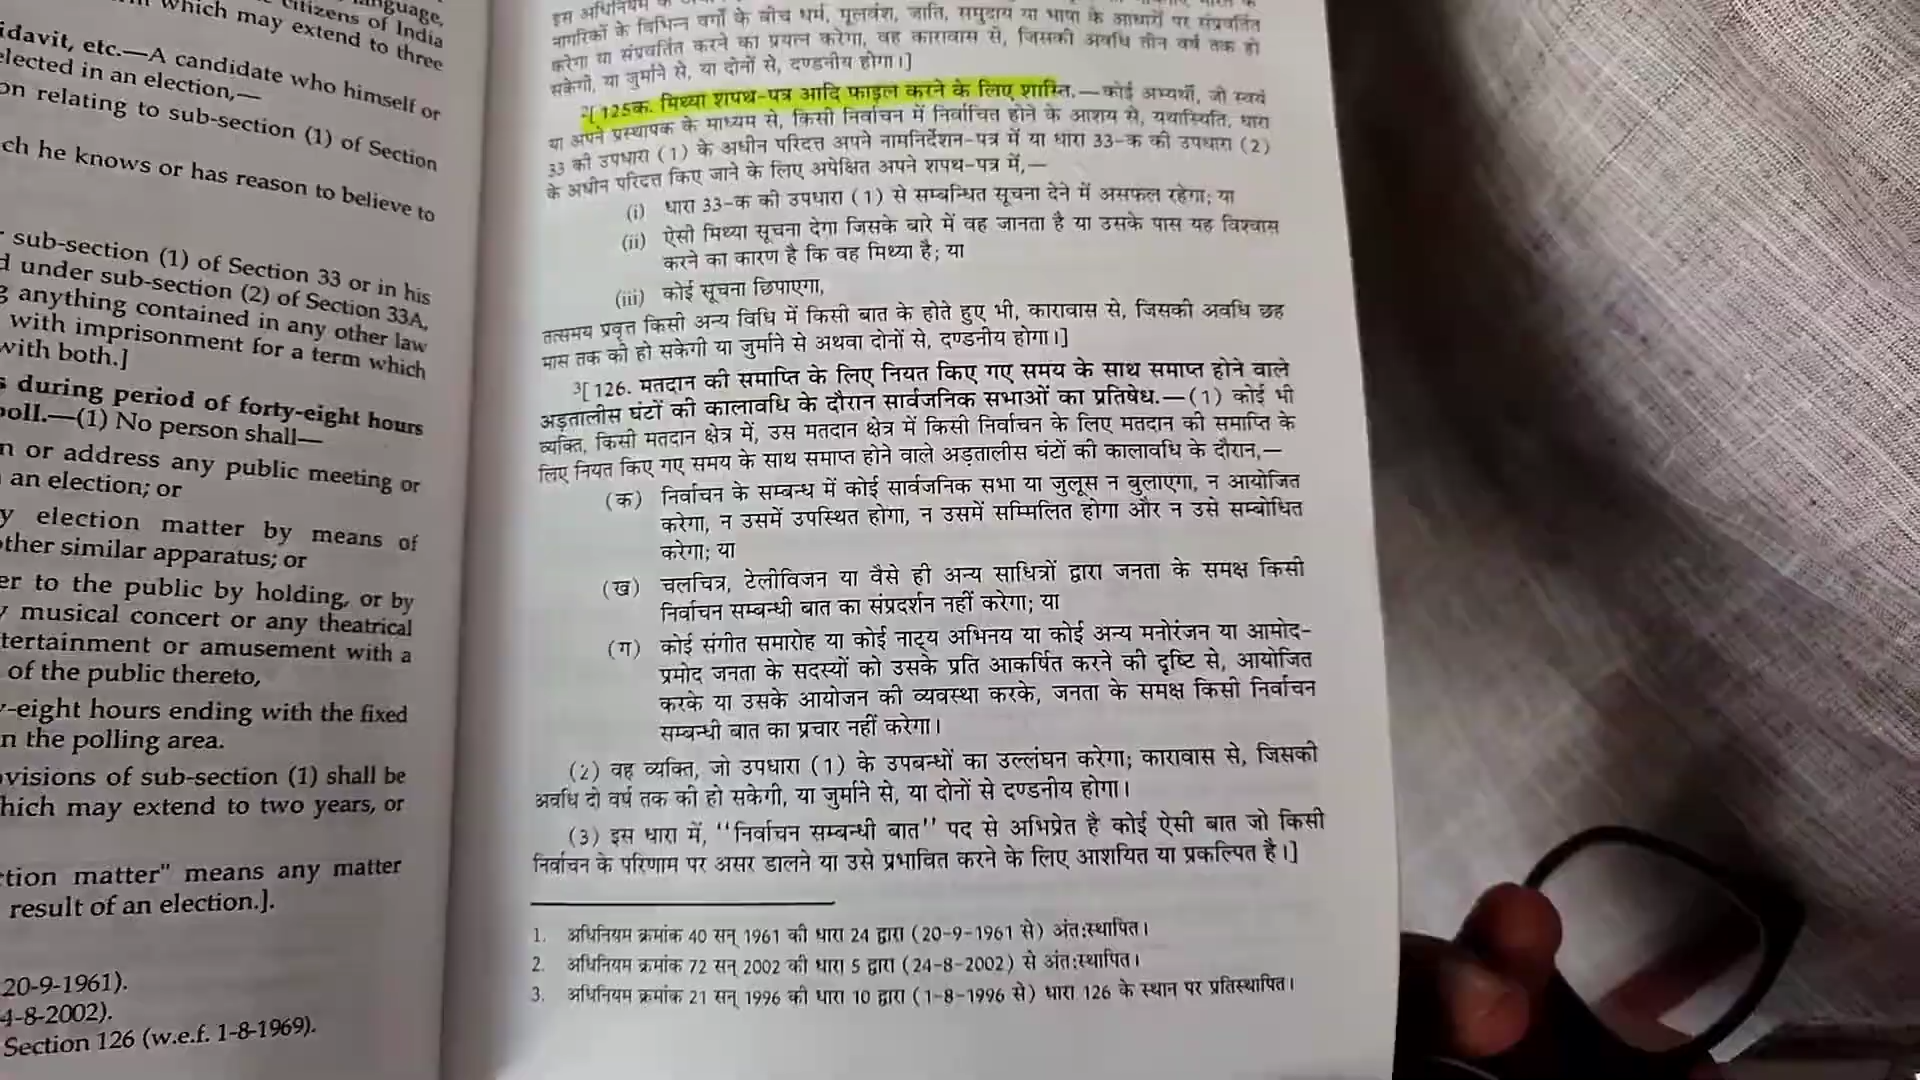 language,
citizens of India
which may extend to three
idavit, etc.—A candidate who himself or
elected in an election,—
on relating to sub-section (1) of Section
ch he knows or has reason to believe to
sub-section (1) of Section 33 or in his
d under sub-section (2) of Section 33A,
g anything contained in any other law
with imprisonment for a term which
with both.]
s during period of forty-eight hours
poll.—(1) No person shall—
n or address any public meeting or
an election; or
y election matter by means of
other similar apparatus; or
er to the public by holding, or by
y musical concert or any theatrical
tertainment or amusement with a
of the public thereto,
y-eight hours ending with the fixed
n the polling area.
ovisions of sub-section (1) shall be
hich may extend to two years, or
ction matter" means any matter
result of an election.].
20-9-1961).
4-8-2002).
Section 126 (w.e.f. 1-8-1969).
इस अधिनियम के
नागरिकों के विभिन्न वर्गों के बीच धर्म, मूलवंश, जाति, समुदाय या भाषा के आधारों पर संप्रवर्तित
करेगा या संप्रवर्तित करने का प्रयत्न करेगा, वह कारावास से, जिसकी अवधि तीन वर्ष तक हो
सकेगी, या जुर्माने से, या दोनों से, दण्डनीय होगा।]
2[125क. मिथ्या शपथ-पत्र आदि फाइल करने के लिए शास्ति.—कोई अभ्यर्थी, जो स्वयं
या अपने प्रस्थापक के माध्यम से, किसी निर्वाचन में निर्वाचित होने के आशय से, यथास्थिति, धारा
33 की उपधारा (1) के अधीन परिदत्त अपने नामनिर्देशन-पत्र में या धारा 33-क की उपधारा (2)
के अधीन परिदत्त किए जाने के लिए अपेक्षित अपने शपथ-पत्र में,—
(i) धारा 33-क की उपधारा (1) से सम्बन्धित सूचना देने में असफल रहेगा; या
(ii) ऐसी मिथ्या सूचना देगा जिसके बारे में वह जानता है या उसके पास यह विश्वास
करने का कारण है कि वह मिथ्या है; या
(iii) कोई सूचना छिपाएगा,
तत्समय प्रवृत्त किसी अन्य विधि में किसी बात के होते हुए भी, कारावास से, जिसकी अवधि छह
मास तक की हो सकेगी या जुर्माने से अथवा दोनों से, दण्डनीय होगा।]
3[126. मतदान की समाप्ति के लिए नियत किए गए समय के साथ समाप्त होने वाले
अड़तालीस घंटों की कालावधि के दौरान सार्वजनिक सभाओं का प्रतिषेध.—(1) कोई भी
व्यक्ति, किसी मतदान क्षेत्र में, उस मतदान क्षेत्र में किसी निर्वाचन के लिए मतदान की समाप्ति के
लिए नियत किए गए समय के साथ समाप्त होने वाले अड़तालीस घंटों की कालावधि के दौरान,—
(क) निर्वाचन के सम्बन्ध में कोई सार्वजनिक सभा या जुलूस न बुलाएगा, न आयोजित
करेगा, न उसमें उपस्थित होगा, न उसमें सम्मिलित होगा और न उसे सम्बोधित
करेगा; या
(ख) चलचित्र, टेलीविजन या वैसे ही अन्य साधित्रों द्वारा जनता के समक्ष किसी
निर्वाचन सम्बन्धी बात का संप्रदर्शन नहीं करेगा; या
(ग) कोई संगीत समारोह या कोई नाट्य अभिनय या कोई अन्य मनोरंजन या आमोद-
प्रमोद जनता के सदस्यों को उसके प्रति आकर्षित करने की दृष्टि से, आयोजित
करके या उसके आयोजन की व्यवस्था करके, जनता के समक्ष किसी निर्वाचन
सम्बन्धी बात का प्रचार नहीं करेगा।
(2) वह व्यक्ति, जो उपधारा (1) के उपबन्धों का उल्लंघन करेगा; कारावास से, जिसकी
अवधि दो वर्ष तक की हो सकेगी, या जुर्माने से, या दोनों से दण्डनीय होगा।
(3) इस धारा में, ''निर्वाचन सम्बन्धी बात'' पद से अभिप्रेत है कोई ऐसी बात जो किसी
निर्वाचन के परिणाम पर असर डालने या उसे प्रभावित करने के लिए आशयित या प्रकल्पित है।]
1. अधिनियम क्रमांक 40 सन् 1961 की धारा 24 द्वारा (20-9-1961 से) अंत:स्थापित।
2. अधिनियम क्रमांक 72 सन् 2002 की धारा 5 द्वारा (24-8-2002) से अंत:स्थापित।
3. अधिनियम क्रमांक 21 सन् 1996 की धारा 10 द्वारा (1-8-1996 से) धारा 126 के स्थान पर प्रतिस्थापित।